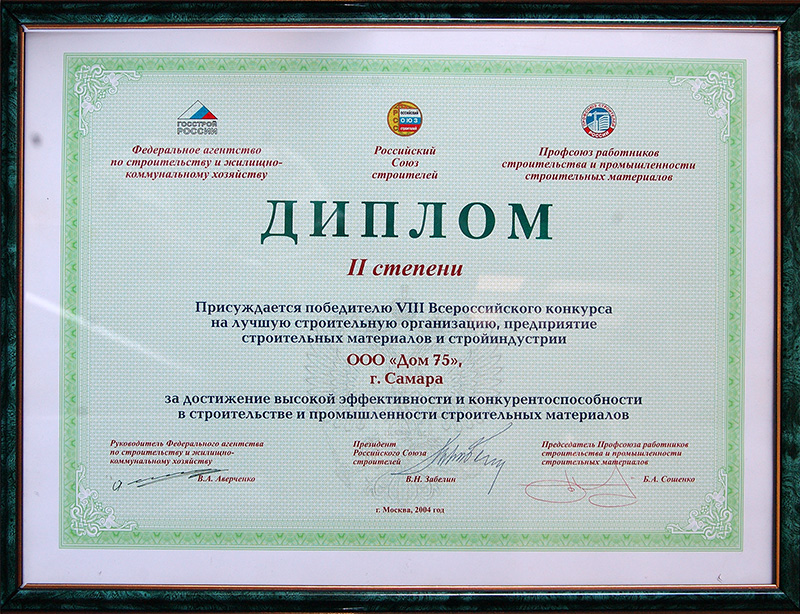 ГОССТРОЙ
РОССИИ
Федеральное агентство
по строительству и жилищно-
коммунальному хозяйству
РОССИЙСКИЙ
СОЮЗ
СТРОИТЕЛЕЙ
Российский
Союз
строителей
Профсоюз работников
строительства и промышленности
строительных материалов
ДИПЛОМ
II степени
Присуждается победителю VIII Всероссийского конкурса
на лучшую строительную организацию, предприятие
строительных материалов и стройиндустрии
ООО «Дом 75»,
г. Самара
за достижение высокой эффективности и конкурентоспособности
в строительстве и промышленности строительных материалов
Руководитель Федерального агентства
по строительству и жилищно-
коммунальному хозяйству
В.А. Аверченко
Президент
Российского Союза
строителей
В.Н. Забелин
Председатель Профсоюза работников
строительства и промышленности
строительных материалов
Б.А. Сошенко
г. Москва, 2004 год